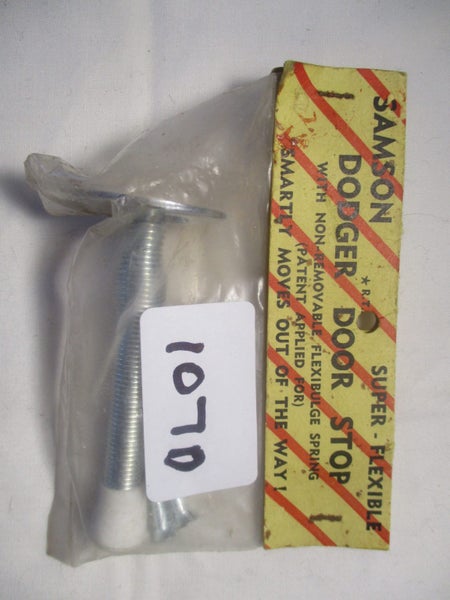 SAMSON SUPER - FLEXIBLE
DODGER* DOOR STOP
WITH NON-REMOVABLE, FLEXIBULGE SPRING
(PATENT APPLIED FOR)
SMARTLY MOVES OUT OF THE WAY!
1070